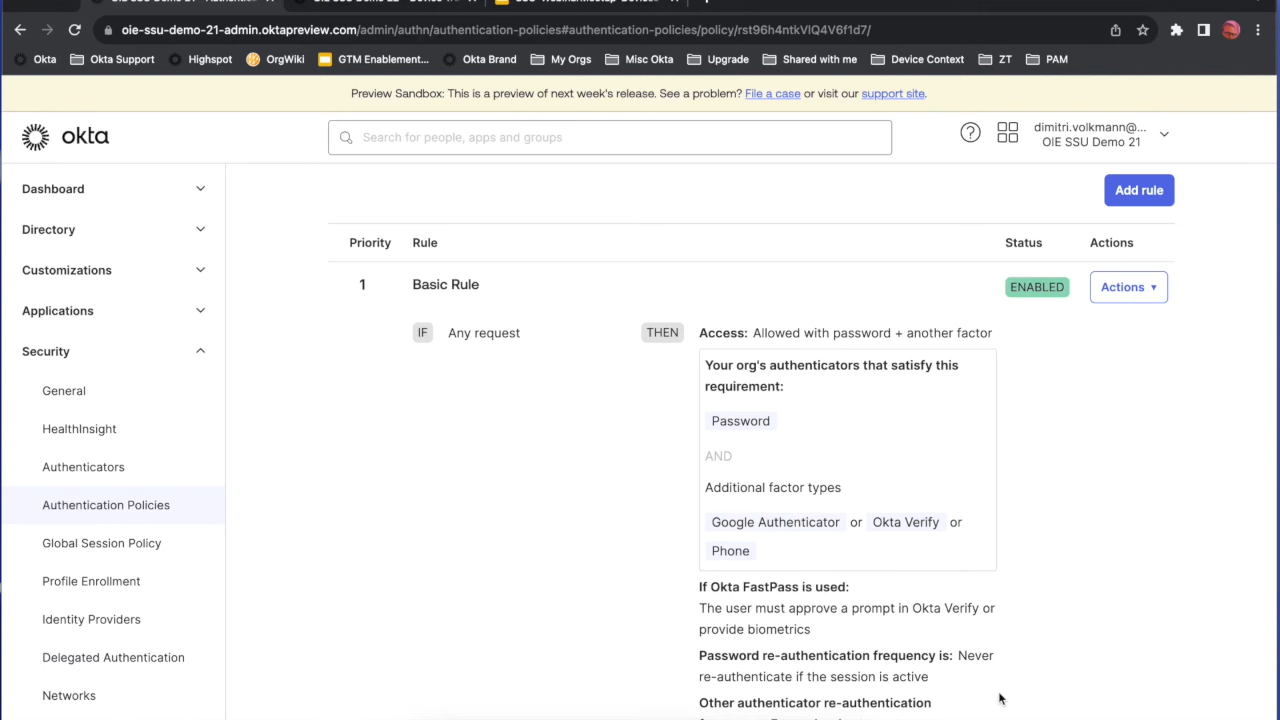 oie-ssu-demo-21-admin.oktapreview.com/admin/authn/authentication-policies#authentication-policies/policy/rst96h4ntkVlQ4V6f1d7/
Okta Okta Support Highspot OrgWiki GTM Enablement... Okta Brand My Orgs Misc Okta Upgrade Shared with me Device Context ZT PAM
Preview Sandbox: This is a preview of next week's release. See a problem? File a case or visit our support site.
okta
Search for people, apps and groups
dimitri.volkmann@...
OIE SSU Demo 21
Dashboard
Directory
Customizations
Applications
Security
General
HealthInsight
Authenticators
Authentication Policies
Global Session Policy
Profile Enrollment
Identity Providers
Delegated Authentication
Networks
Add rule
Priority Rule Status Actions
1 Basic Rule ENABLED Actions
IF Any request THEN Access: Allowed with password + another factor
Your org's authenticators that satisfy this
requirement:
Password
AND
Additional factor types
Google Authenticator or Okta Verify or
Phone
If Okta FastPass is used:
The user must approve a prompt in Okta Verify or
provide biometrics
Password re-authentication frequency is: Never
re-authenticate if the session is active
Other authenticator re-authentication